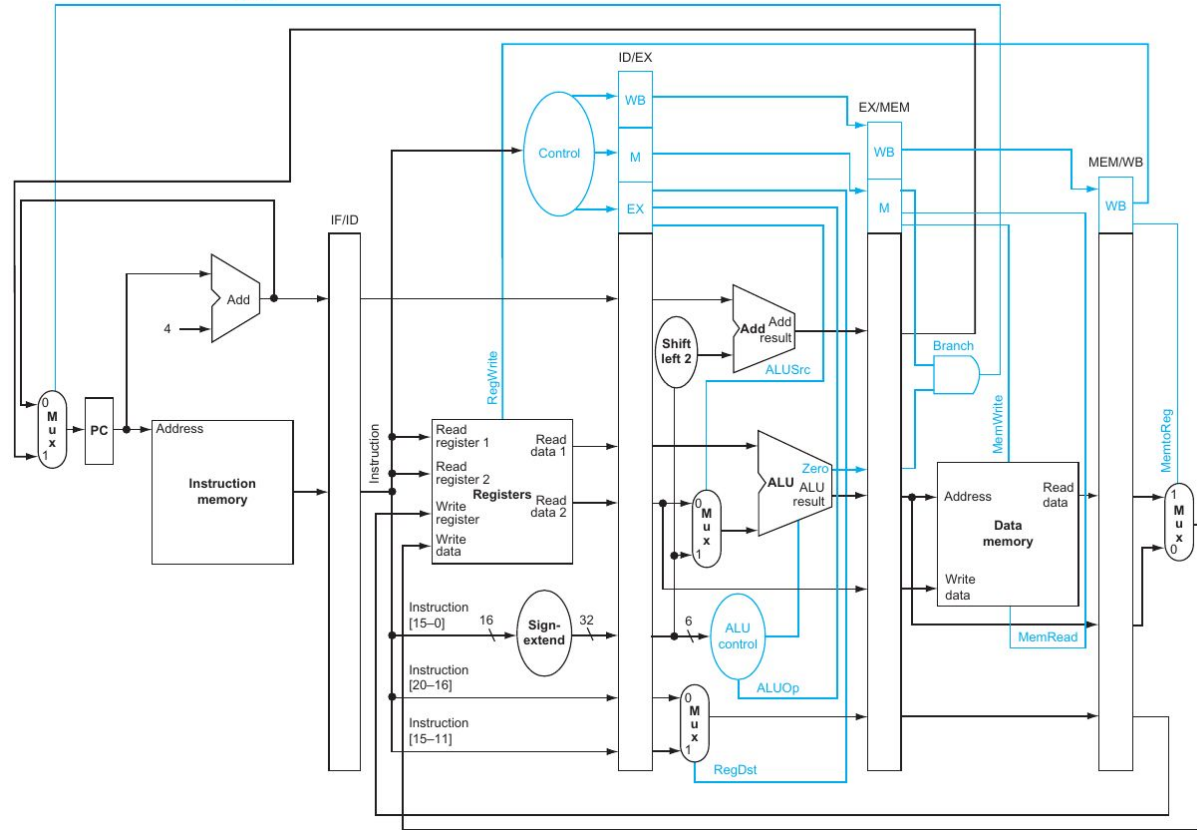 ID/EX
WB
EX/MEM
Control
M
WB
MEM/WB
EX
M
WB
IF/ID
Add
4
Add
Add
result
Shift
left 2
ALUSrc
Branch
RegWrite
MemWrite
MemtoReg
0
M
u
x
1
PC
Address
Instruction
memory
Instruction
Read
register 1
Read
register 2
Write
register
Write
data
Registers
Read
data 1
Read
data 2
0
M
u
x
1
Zero
ALU
ALU
result
Address
Read
data
Data
memory
Write
data
1
M
u
x
0
MemRead
Instruction
[15–0]
16
Sign-
extend
32
6
ALU
control
ALUOp
Instruction
[20–16]
Instruction
[15–11]
0
M
u
x
1
RegDst